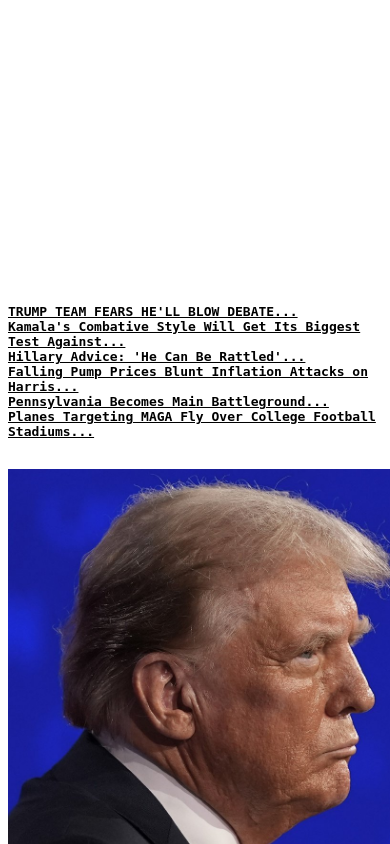 TRUMP TEAM FEARS HE'LL BLOW DEBATE...
Kamala's Combative Style Will Get Its Biggest
Test Against...
Hillary Advice: 'He Can Be Rattled'...
Falling Pump Prices Blunt Inflation Attacks on
Harris...
Pennsylvania Becomes Main Battleground...
Planes Targeting MAGA Fly Over College Football
Stadiums...